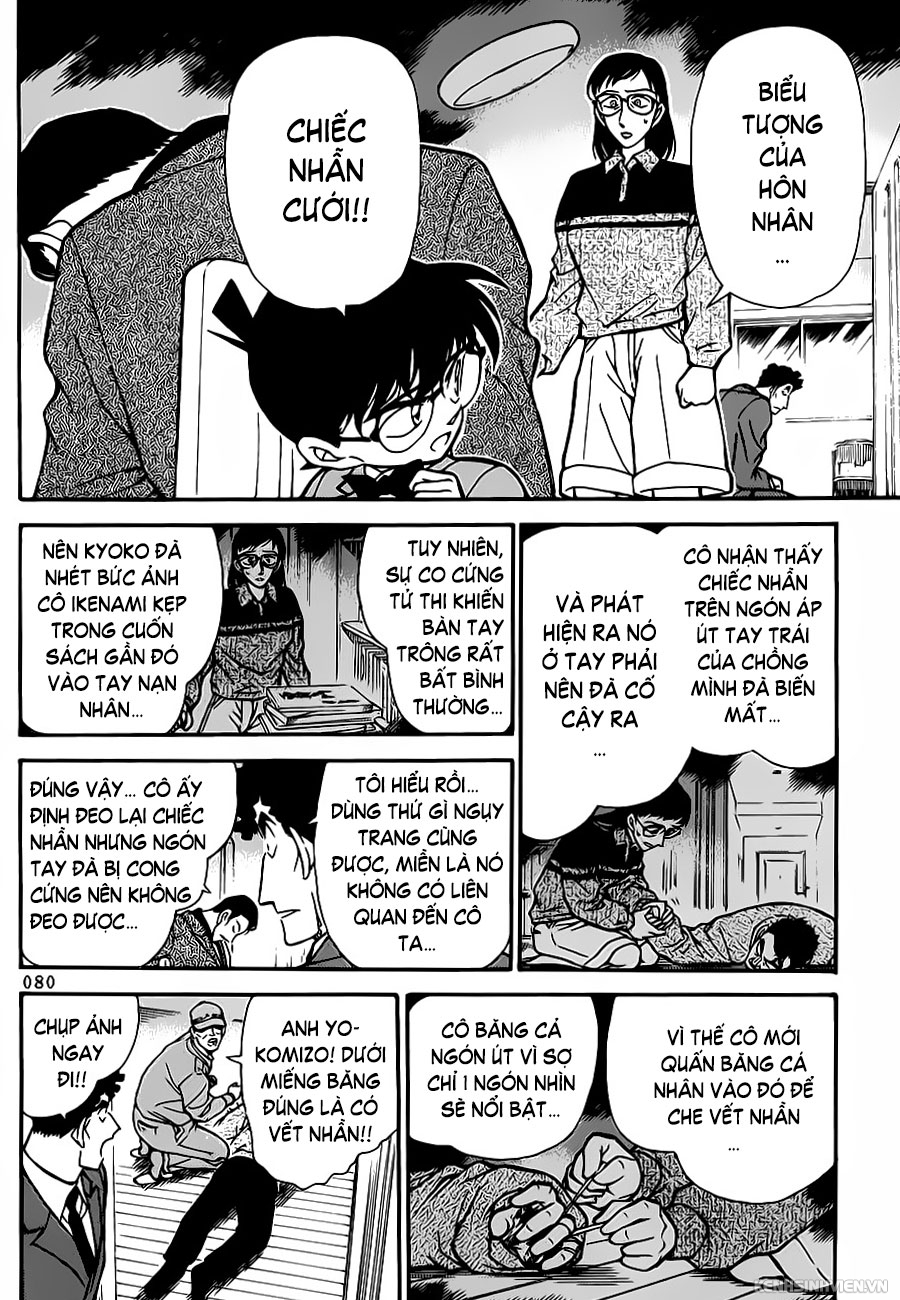 BIỂU
TƯỢNG
CỦA
HÔN
NHÂN
...
CHIẾC
NHẪN
CƯỚI!!
CÔ NHẬN THẤY
CHIẾC NHẪN
TRÊN NGÓN ÁP
ÚT TAY TRÁI
CỦA CHỒNG
MÌNH ĐÃ BIẾN
MẤT...
VÀ PHÁT
HIỆN RA NÓ
Ở TAY PHẢI
NÊN ĐÃ CỐ
CẬY RA
...
TUY NHIÊN,
SỰ CO CỨNG
TỬ THI KHIẾN
BÀN TAY
TRÔNG RẤT
BẤT BÌNH
THƯỜNG...
NÊN KYOKO ĐÃ
NHÉT BỨC ẢNH
CÔ IKENAMI KẸP
TRONG CUỐN
SÁCH GẦN ĐÓ
VÀO TAY NẠN
NHÂN...
TÔI HIỂU RỒI...
DÙNG THỨ GÌ NGỤY
TRANG CŨNG
ĐƯỢC, MIỄN LÀ NÓ
KHÔNG CÓ LIÊN
QUAN ĐẾN CÔ
TA...
ĐÚNG VẬY... CÔ ẤY
ĐỊNH ĐEO LẠI CHIẾC
NHẪN NHƯNG NGÓN
TAY ĐÃ BỊ CONG
CỨNG NÊN KHÔNG
ĐEO ĐƯỢC...
080
VÌ THẾ CÔ MỚI
QUẤN BĂNG CÁ
NHÂN VÀO ĐÓ ĐỂ
CHE VẾT NHẪN
...
CÔ BĂNG CẢ
NGÓN ÚT VÌ SỢ
CHỈ 1 NGÓN NHÌN
SẼ NỔI BẬT...
ANH YO-
KOMIZO! DƯỚI
MIẾNG BĂNG
ĐÚNG LÀ CÓ
VẾT NHẪN!!
CHỤP ẢNH
NGAY
ĐI!!
KENHSINHVIEN.VN